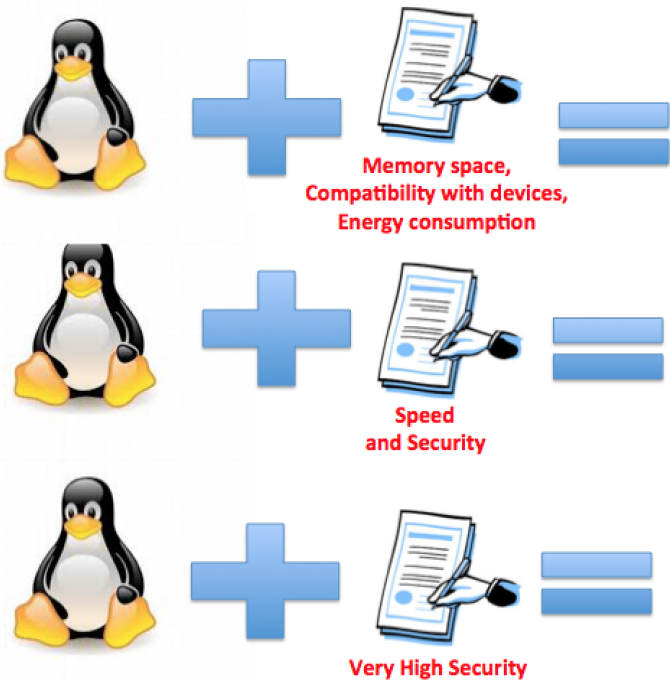 Memory space,
Compatibility with devices,
Energy consumption
Speed
and Security
Very High Security